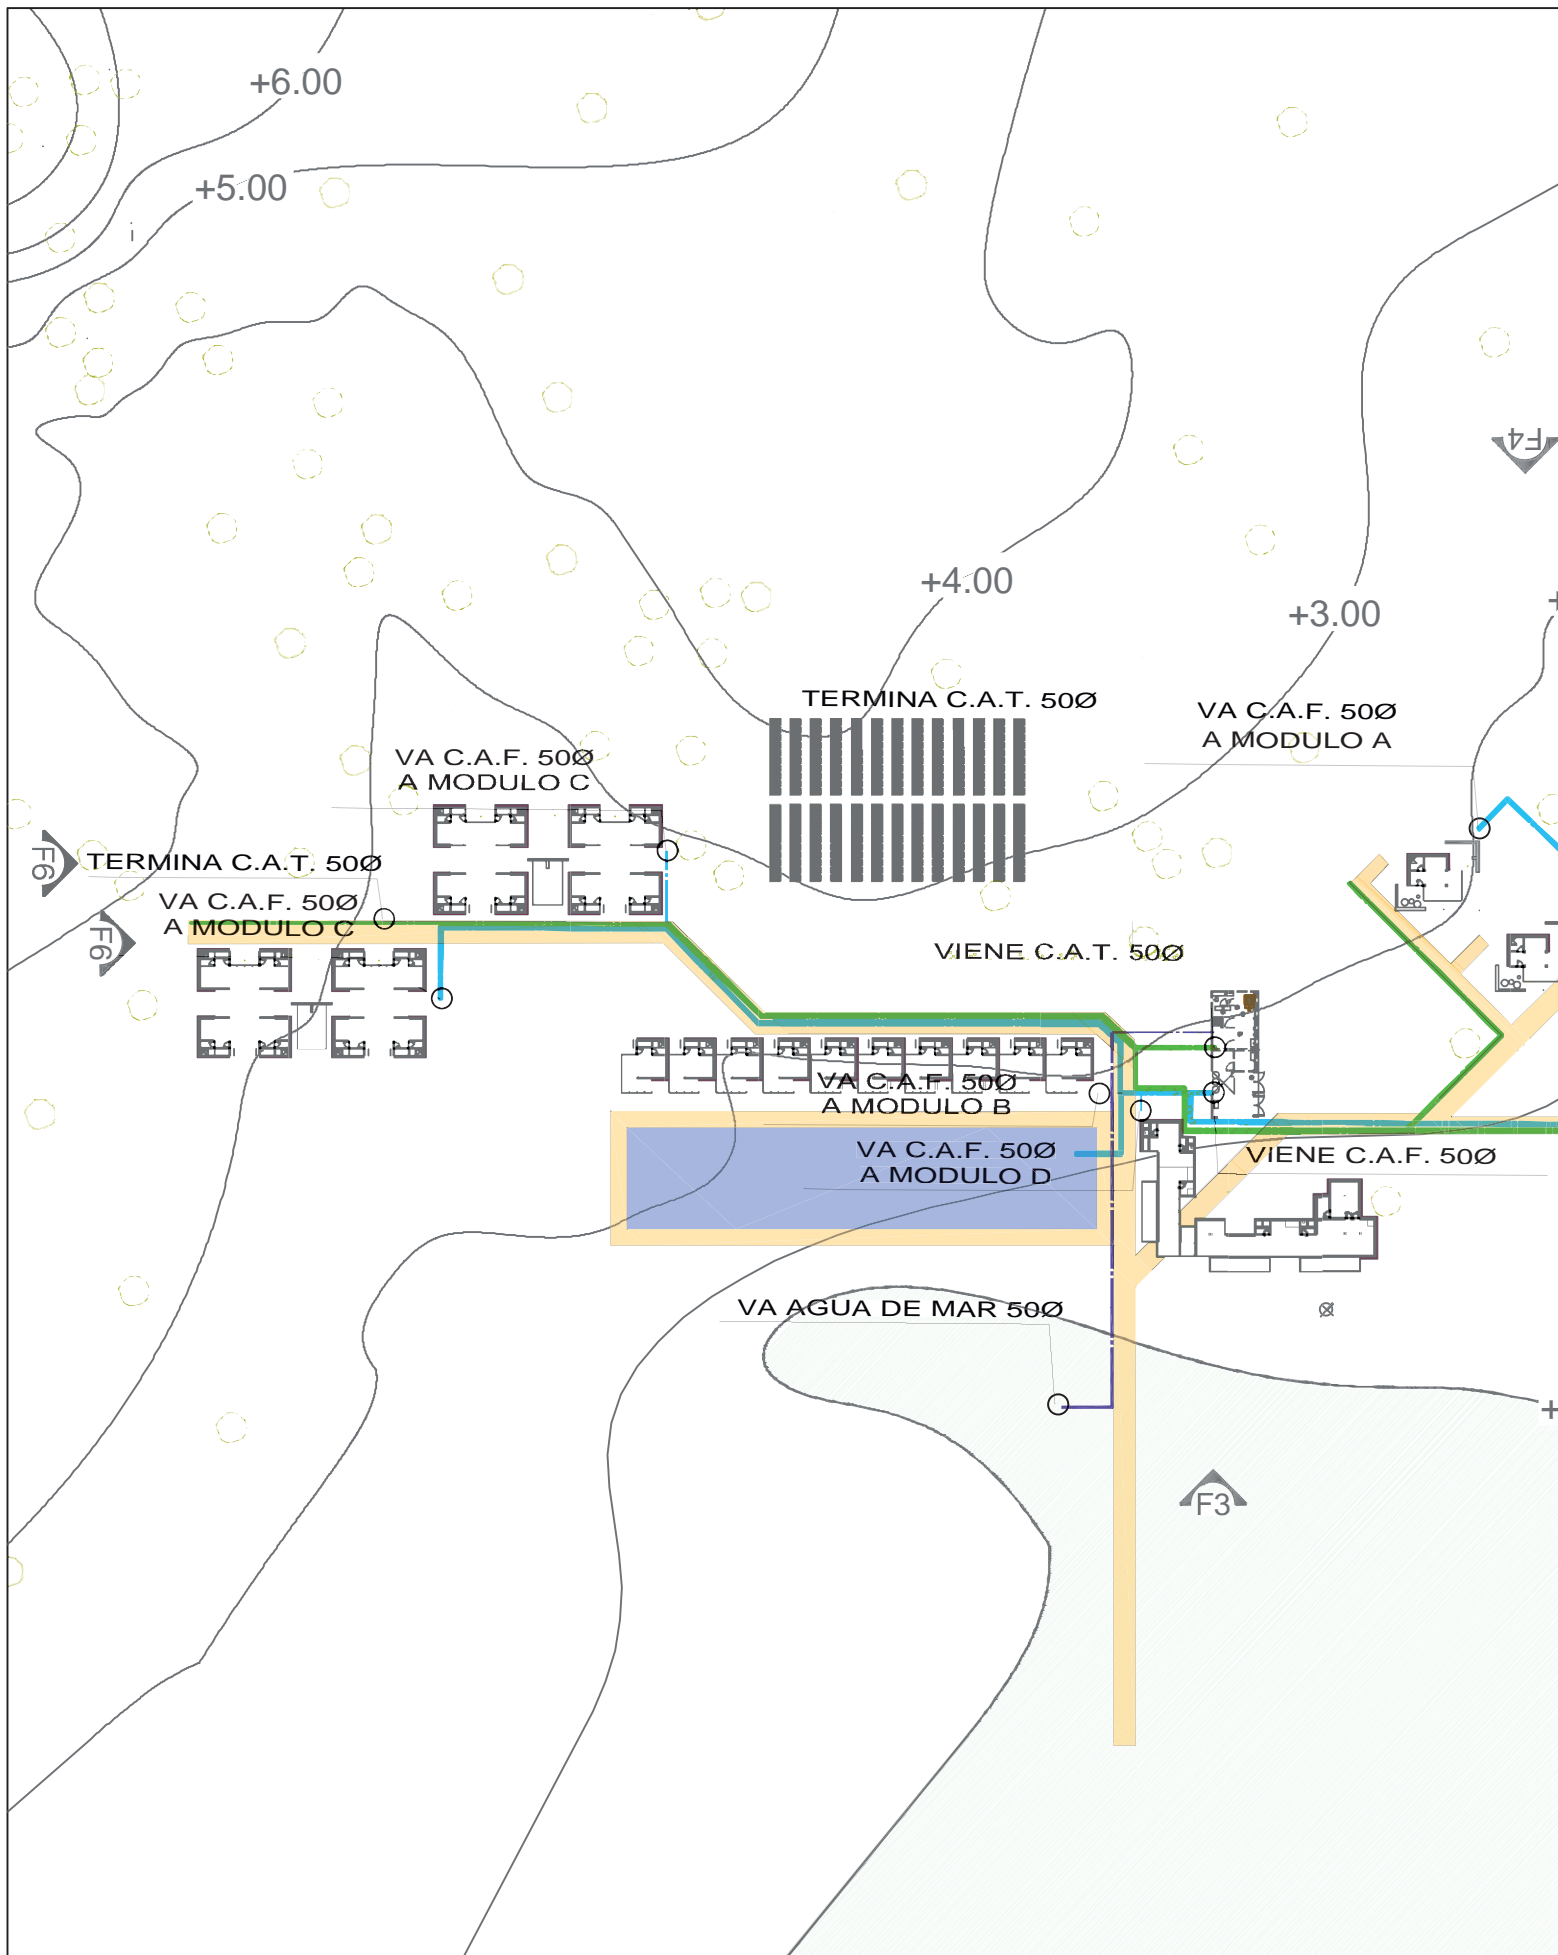 +6.00
+5.00
F4
+4.00
+3.00
+
TERMINA C.A.T. 50Ø
VA C.A.F. 50Ø
A MODULO A
VA C.A.F. 50Ø
A MODULO C
F6
TERMINA C.A.T. 50Ø
VA C.A.F. 50Ø
A MODULO C
F6
VIENE C.A.T. 50Ø
VA C.A.F. 50Ø
A MODULO B
VA C.A.F. 50Ø
A MODULO D
VIENE C.A.F. 50Ø
VA AGUA DE MAR 50Ø
+
F3